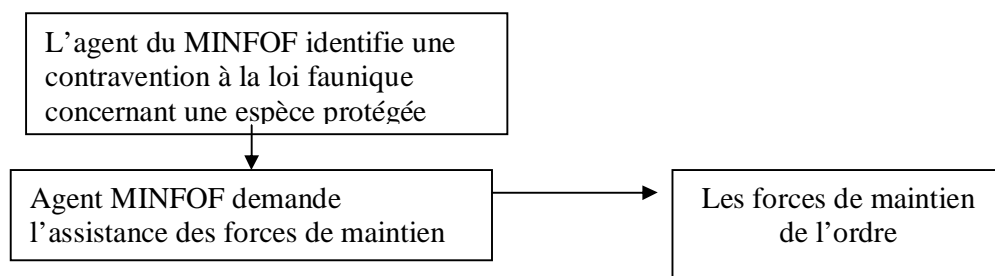 L’agent du MINFOF identifie une
contravention à la loi faunique
concernant une espèce protégée
Agent MINFOF demande
l’assistance des forces de maintien
Les forces de maintien
de l’ordre